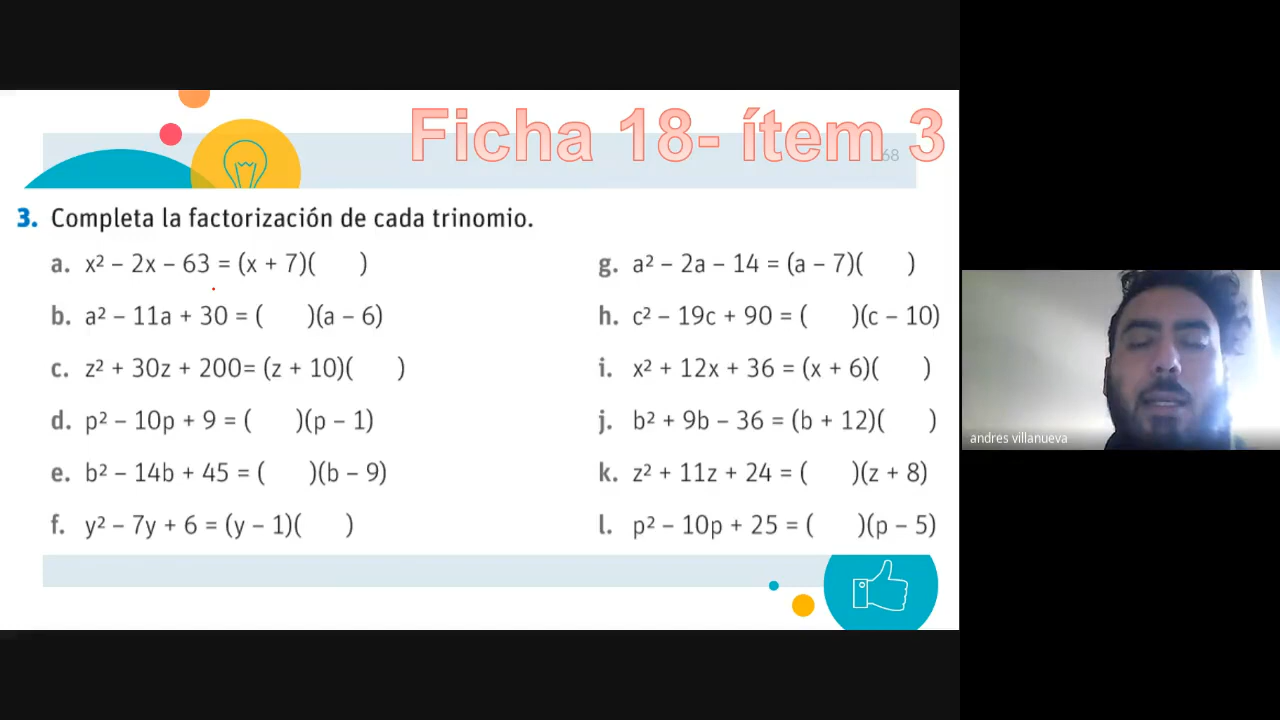 Ficha 18- ítem 3
68
3. Completa la factorización de cada trinomio.
a. x² – 2x – 63 = (x + 7)( )
b. a² – 11a + 30 = ( )(a – 6)
c. z² + 30z + 200= (z + 10)( )
d. p² – 10p + 9 = ( )(p – 1)
e. b² – 14b + 45 = ( )(b – 9)
f. y² – 7y + 6 = (y – 1)( )
g. a² – 2a – 14 = (a – 7)( )
h. c² – 19c + 90 = ( )(c – 10)
i. x² + 12x + 36 = (x + 6)( )
j. b² + 9b – 36 = (b + 12)( )
k. z² + 11z + 24 = ( )(z + 8)
l. p² – 10p + 25 = ( )(p – 5)
andres villanueva